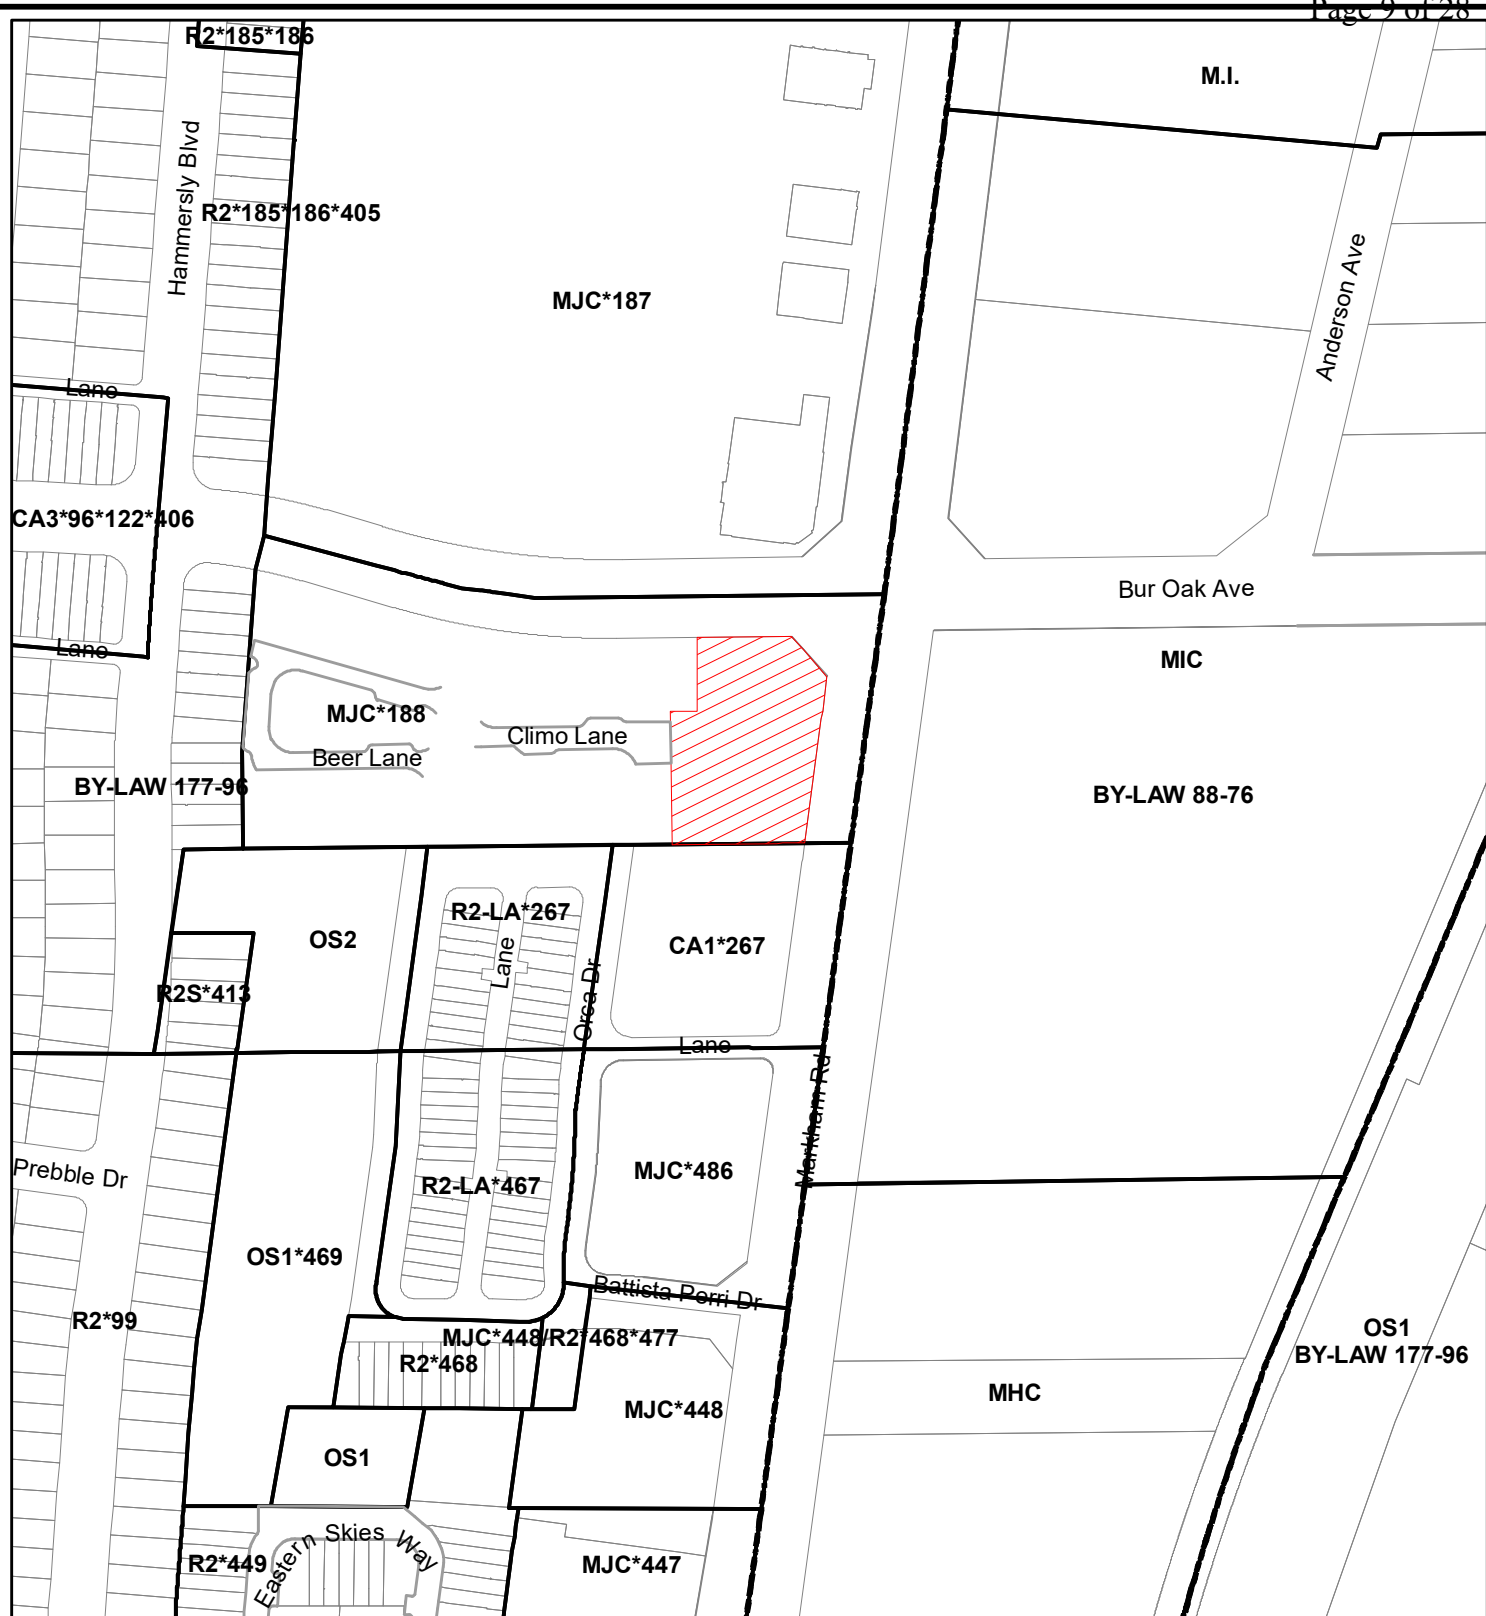 Page 9 of 28
R2*185*186
M.I.
Hammersly Blvd
R2*185*186*405
Anderson Ave
MJC*187
Lane
CA3*96*122*406
Bur Oak Ave
Lane
MIC
MJC*188
Climo Lane
Beer Lane
BY-LAW 177-96
BY-LAW 88-76
R2-LA*267
OS2
CA1*267
Lane
R2S*413
Orca Dr
Lane
Markham Rd
Prebble Dr
MJC*486
R2-LA*467
OS1*469
Battista Perri Dr
R2*99
OS1
BY-LAW 177-96
MJC*448/R2*468*477
R2*468
MHC
MJC*448
OS1
Eastern Skies Way
R2*449
MJC*447